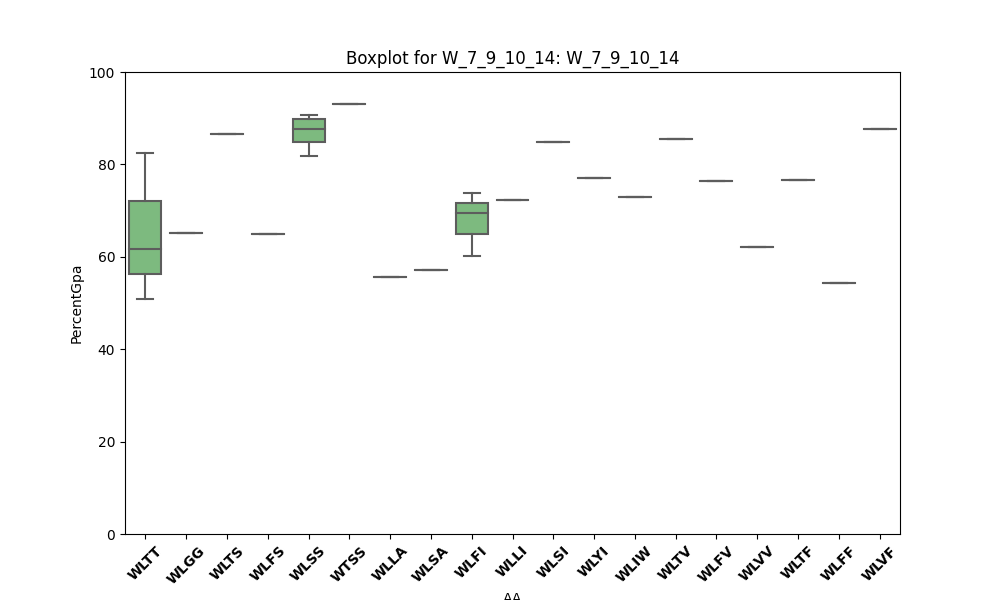 Boxplot for W_7_9_10_14: W_7_9_10_14
PercentGpa
100
80
60
40
20
0
WLTT WLGG WLTS WLFS WLSS WTSS WLLA WLSA WLFI WLLI WLSI WLYI WLIW WLTV WLFV WLVV WLTF WLFF WLVF
AA